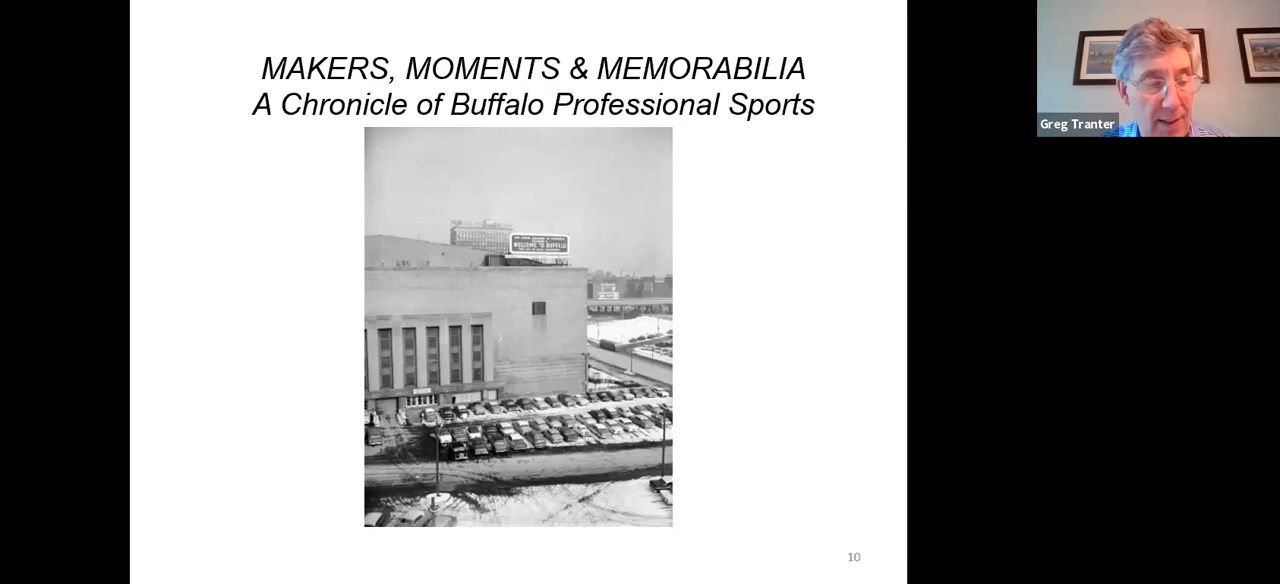 MAKERS, MOMENTS & MEMORABILIA
A Chronicle of Buffalo Professional Sports
WELCOME TO BUFFALO
Greg Tranter
10